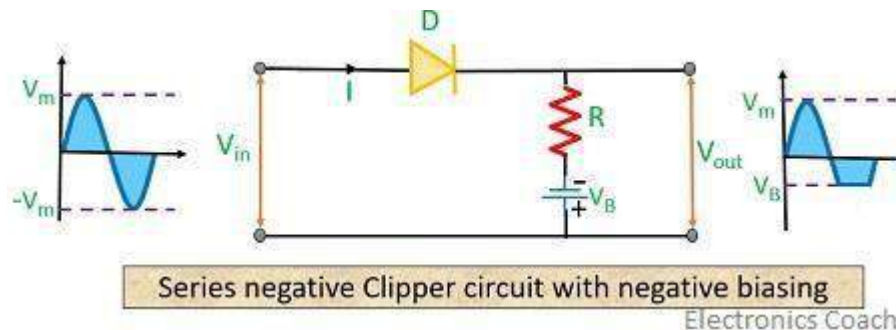 D
I
Vm
-Vm
Vin
R
-
VB
+
Vout
Vm
VB
Series negative Clipper circuit with negative biasing
Electronics Coach